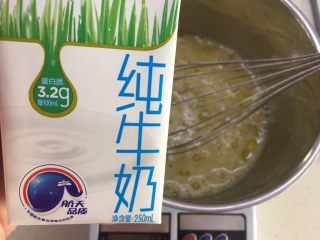 蛋白质
3.2g
每100mL
纯牛奶
航天
品质
净含量:250mL